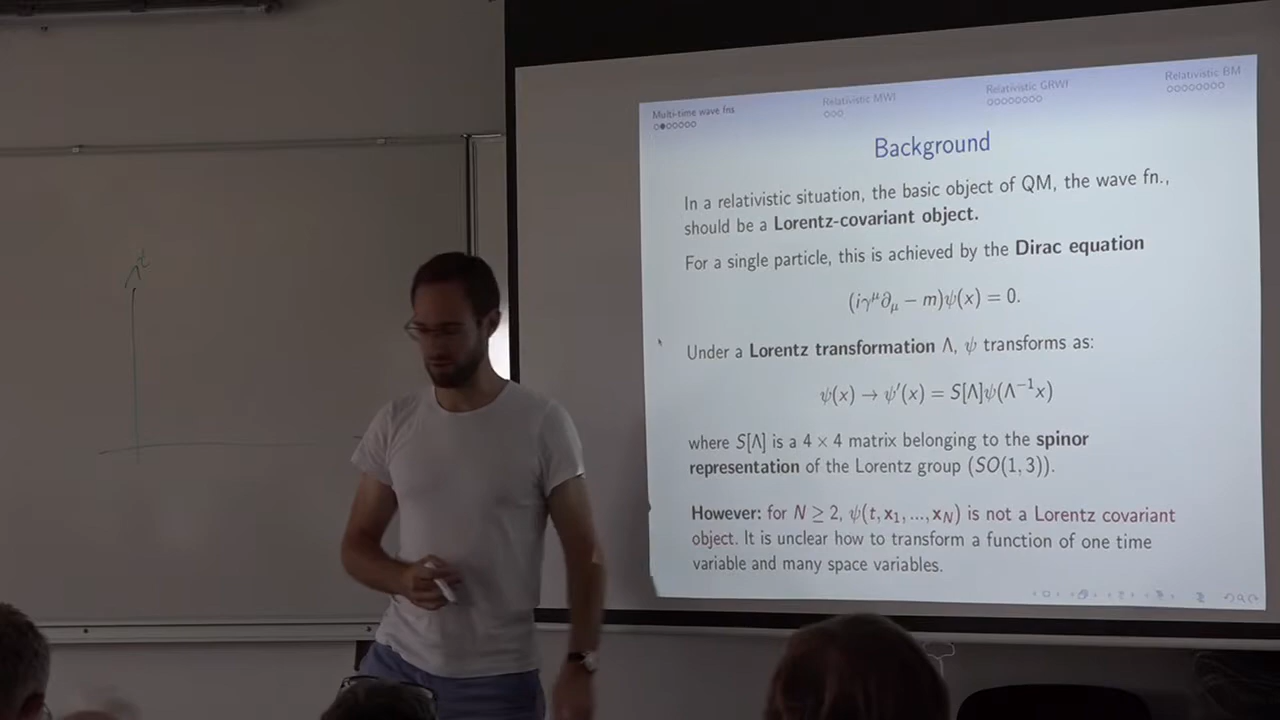 t
Multi-time wave fns
Relativistic MWI
Relativistic GRWf
Relativistic BM
Background
In a relativistic situation, the basic object of QM, the wave fn.,
should be a Lorentz-covariant object.
For a single particle, this is achieved by the Dirac equation
(iγ^μ∂_μ − m)ψ(x) = 0.
Under a Lorentz transformation Λ, ψ transforms as:
ψ(x) → ψ′(x) = S[Λ]ψ(Λ⁻¹x)
where S[Λ] is a 4 × 4 matrix belonging to the spinor
representation of the Lorentz group (SO(1, 3)).
However: for N ≥ 2, ψ(t, x₁, ..., x_N) is not a Lorentz covariant
object. It is unclear how to transform a function of one time
variable and many space variables.